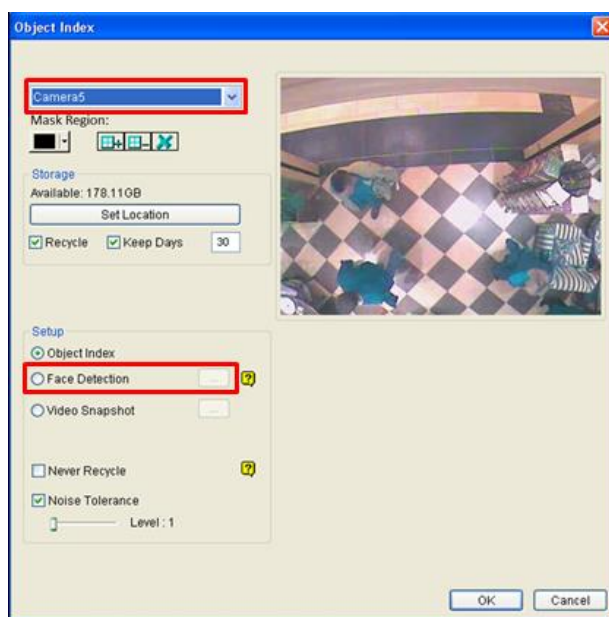 Object Index
Camera5
Mask Region:
Storage
Available: 178.11GB
Set Location
Recycle Keep Days 30
Setup
Object Index
Face Detection ... ?
Video Snapshot ...
Never Recycle ?
Noise Tolerance
Level : 1
OK Cancel